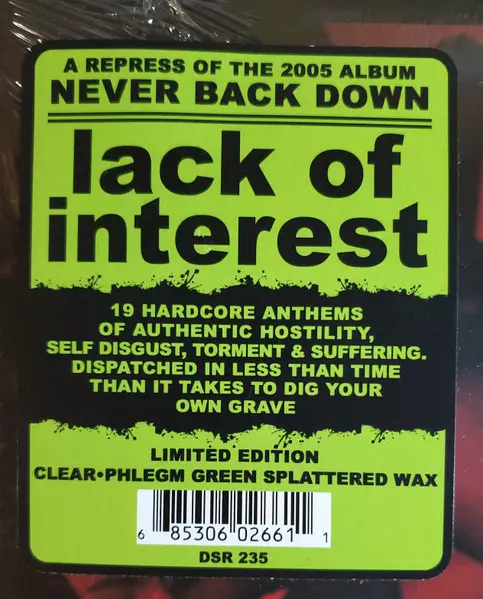 A REPRESS OF THE 2005 ALBUM
NEVER BACK DOWN
lack of
interest
19 HARDCORE ANTHEMS
OF AUTHENTIC HOSTILITY,
SELF DISGUST, TORMENT & SUFFERING.
DISPATCHED IN LESS THAN TIME
THAN IT TAKES TO DIG YOUR
OWN GRAVE
LIMITED EDITION
CLEAR•PHLEGM GREEN SPLATTERED WAX
6 85306 02661 1
DSR 235